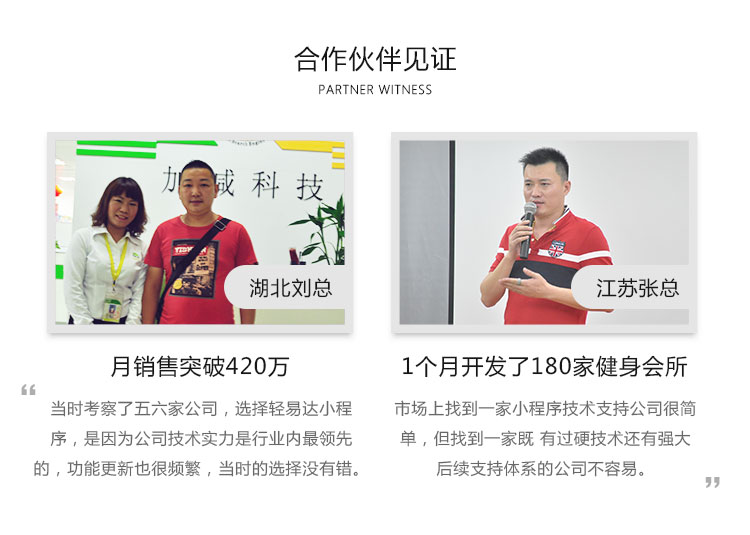 合作伙伴见证
PARTNER WITNESS
加减科技
湖北刘总
江苏张总
月销售突破420万
“
当时考察了五六家公司，选择轻易达小程
序，是因为公司技术实力是行业内最领先
的，功能更新也很频繁，当时的选择没有错。
1个月开发了180家健身会所
市场上找到一家小程序技术支持公司很简
单，但找到一家既 有过硬技术还有强大
后续支持体系的公司不容易。
”